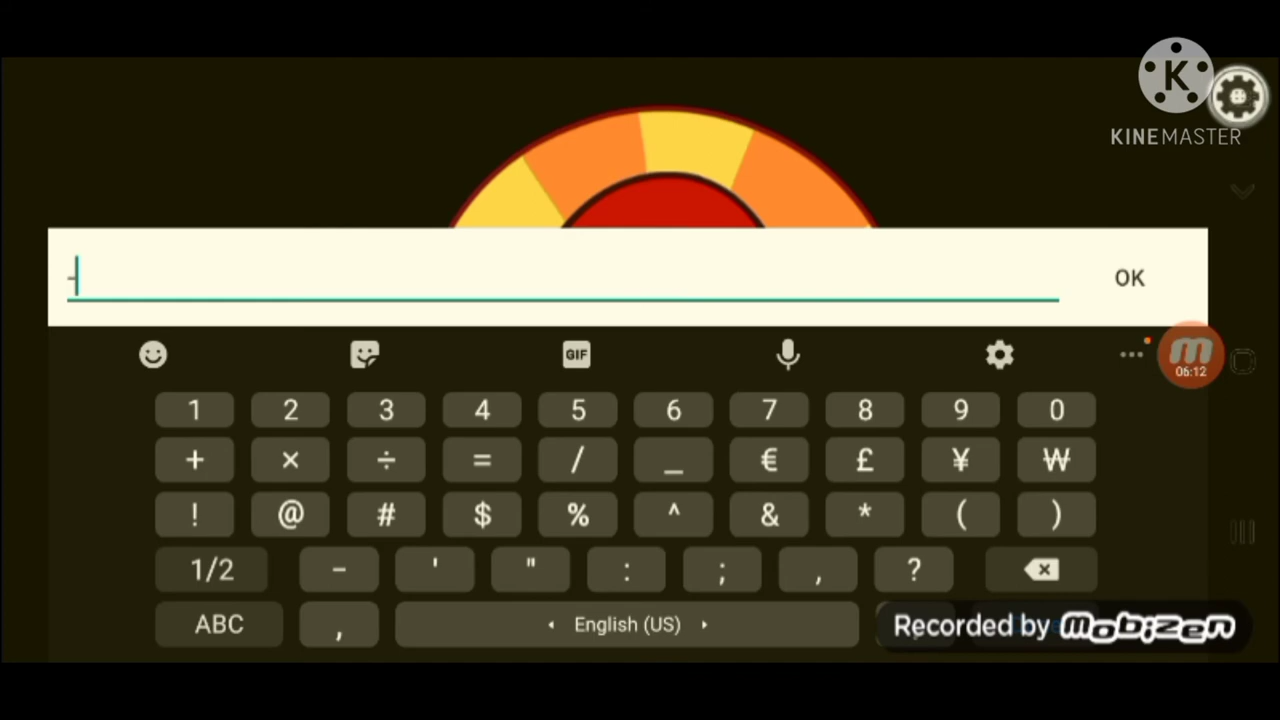 K
KINEMASTER
-
OK
GIF
m
06:12
1 2 3 4 5 6 7 8 9 0
+ × ÷ = / _ € £ ¥ ₩
! @ # $ % ^ & * ( )
1/2 - ' " : ; , ?
ABC , English (US)
Recorded by mobizen